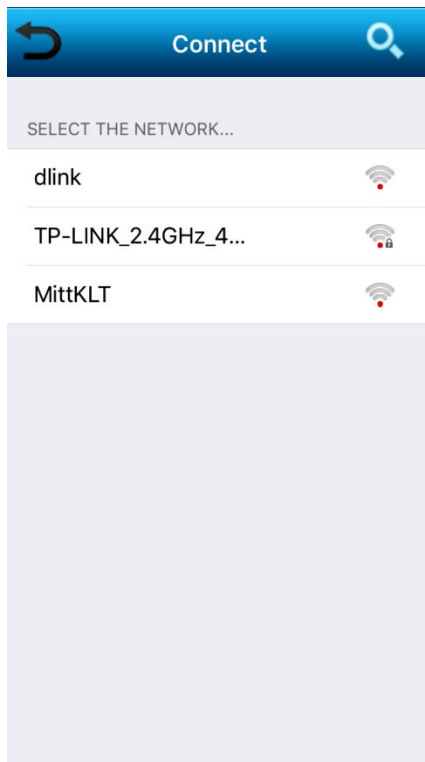 Connect
SELECT THE NETWORK...
dlink
TP-LINK_2.4GHz_4...
MittKLT